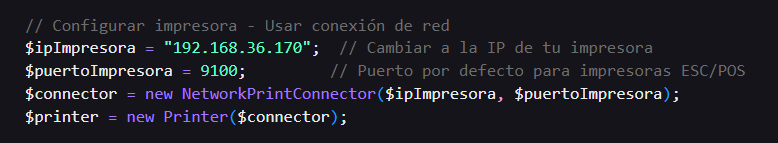 // Configurar impresora - Usar conexión de red
$ipImpresora = "192.168.36.170";  // Cambiar a la IP de tu impresora
$puertoImpresora = 9100;        // Puerto por defecto para impresoras ESC/POS
$connector = new NetworkPrintConnector($ipImpresora, $puertoImpresora);
$printer = new Printer($connector);